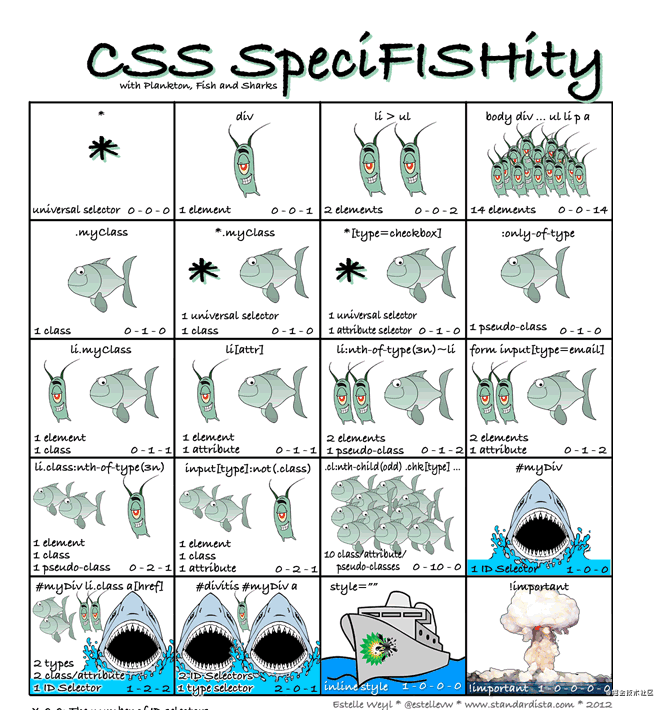 CSS SpeciFISHity
with Plankton, Fish and Sharks
*
*
universal selector 0-0-0
div
1 element 0-0-1
li > ul
2 elements 0-0-2
body div ... ul li p a
14 elements 0-0-14
.myClass
1 class 0-1-0
*.myClass
*
1 universal selector
1 class 0-1-0
*[type=checkbox]
*
1 universal selector
1 attribute selector 0-1-0
:only-of-type
1 pseudo-class 0-1-0
li.myClass
1 element
1 class 0-1-1
li[attr]
1 element
1 attribute 0-1-1
li:nth-of-type(3n)~li
2 elements
1 pseudo-class 0-1-2
form input[type=email]
2 elements
1 attribute 0-1-2
li.class:nth-of-type(3n)
1 element
1 class
1 pseudo-class 0-2-1
input[type]:not(.class)
1 element
1 class
1 attribute 0-2-1
.cl:nth-child(odd) .chk[type] ...
10 class/attribute/
pseudo-classes 0-10-0
#myDiv
1 ID Selector 1-0-0
#myDiv li.class a[href]
2 types
2 class/attribute
1 ID Selector 1-2-2
#divitis #myDiv a
2 ID Selectors
1 type selector 2-0-1
style=""
bp
inline style 1-0-0-0
!important
!important 1-0-0-0-0
Estelle Weyl * @estellevw * www.standardista.com * 2012